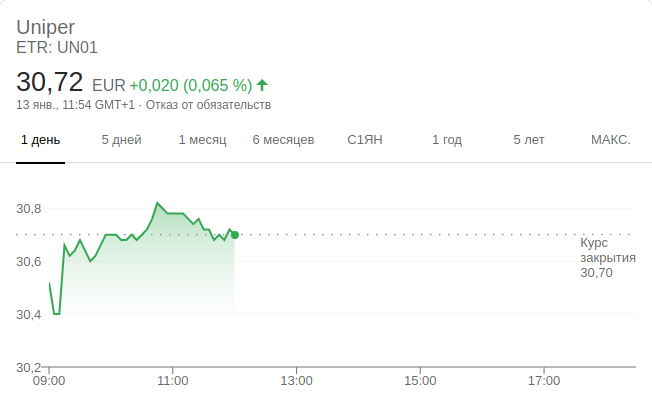 Uniper
ETR: UN01
30,72 EUR +0,020 (0,065 %)
13 янв., 11:54 GMT+1 · Отказ от обязательств
1 день 5 дней 1 месяц 6 месяцев С1ЯН 1 год 5 лет МАКС.
30,8
Курс
закрытия
30,6
30,70
30,4
30,2
09:00 11:00 13:00 15:00 17:00